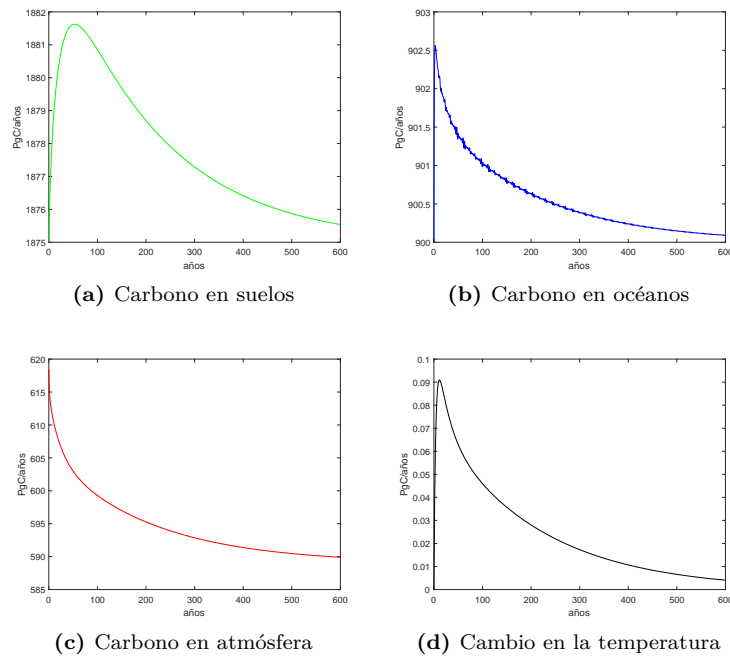 1882
1881
1880
1879
1878
1877
1876
1875
PgC/años
0 100 200 300 400 500 600
años
(a) Carbono en suelos
903
902.5
902
901.5
901
900.5
900
PgC/años
0 100 200 300 400 500 600
años
(b) Carbono en océanos
620
615
610
605
600
595
590
585
PgC/años
0 100 200 300 400 500 600
años
(c) Carbono en atmósfera
0.1
0.09
0.08
0.07
0.06
0.05
0.04
0.03
0.02
0.01
0
PgC/años
0 100 200 300 400 500 600
años
(d) Cambio en la temperatura